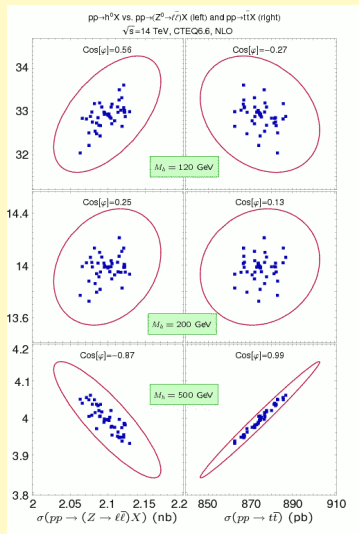 pp→h⁰X vs. pp→(Z⁰→ℓℓ̄)X (left) and pp→tt̄X (right)
√s=14 TeV, CTEQ6.6, NLO
Cos[φ]=0.56
Cos[φ]=−0.27
34
33
32
M_h = 120 GeV
Cos[φ]=0.25
Cos[φ]=0.13
14.4
14
13.6
M_h = 200 GeV
Cos[φ]=−0.87
Cos[φ]=0.99
4.2
4.1
4
3.9
3.8
M_h = 500 GeV
2 2.05 2.1 2.15 2.2 850 870 890 910
σ(pp → (Z → ℓℓ̄)X) (nb) σ(pp → tt̄) (pb)